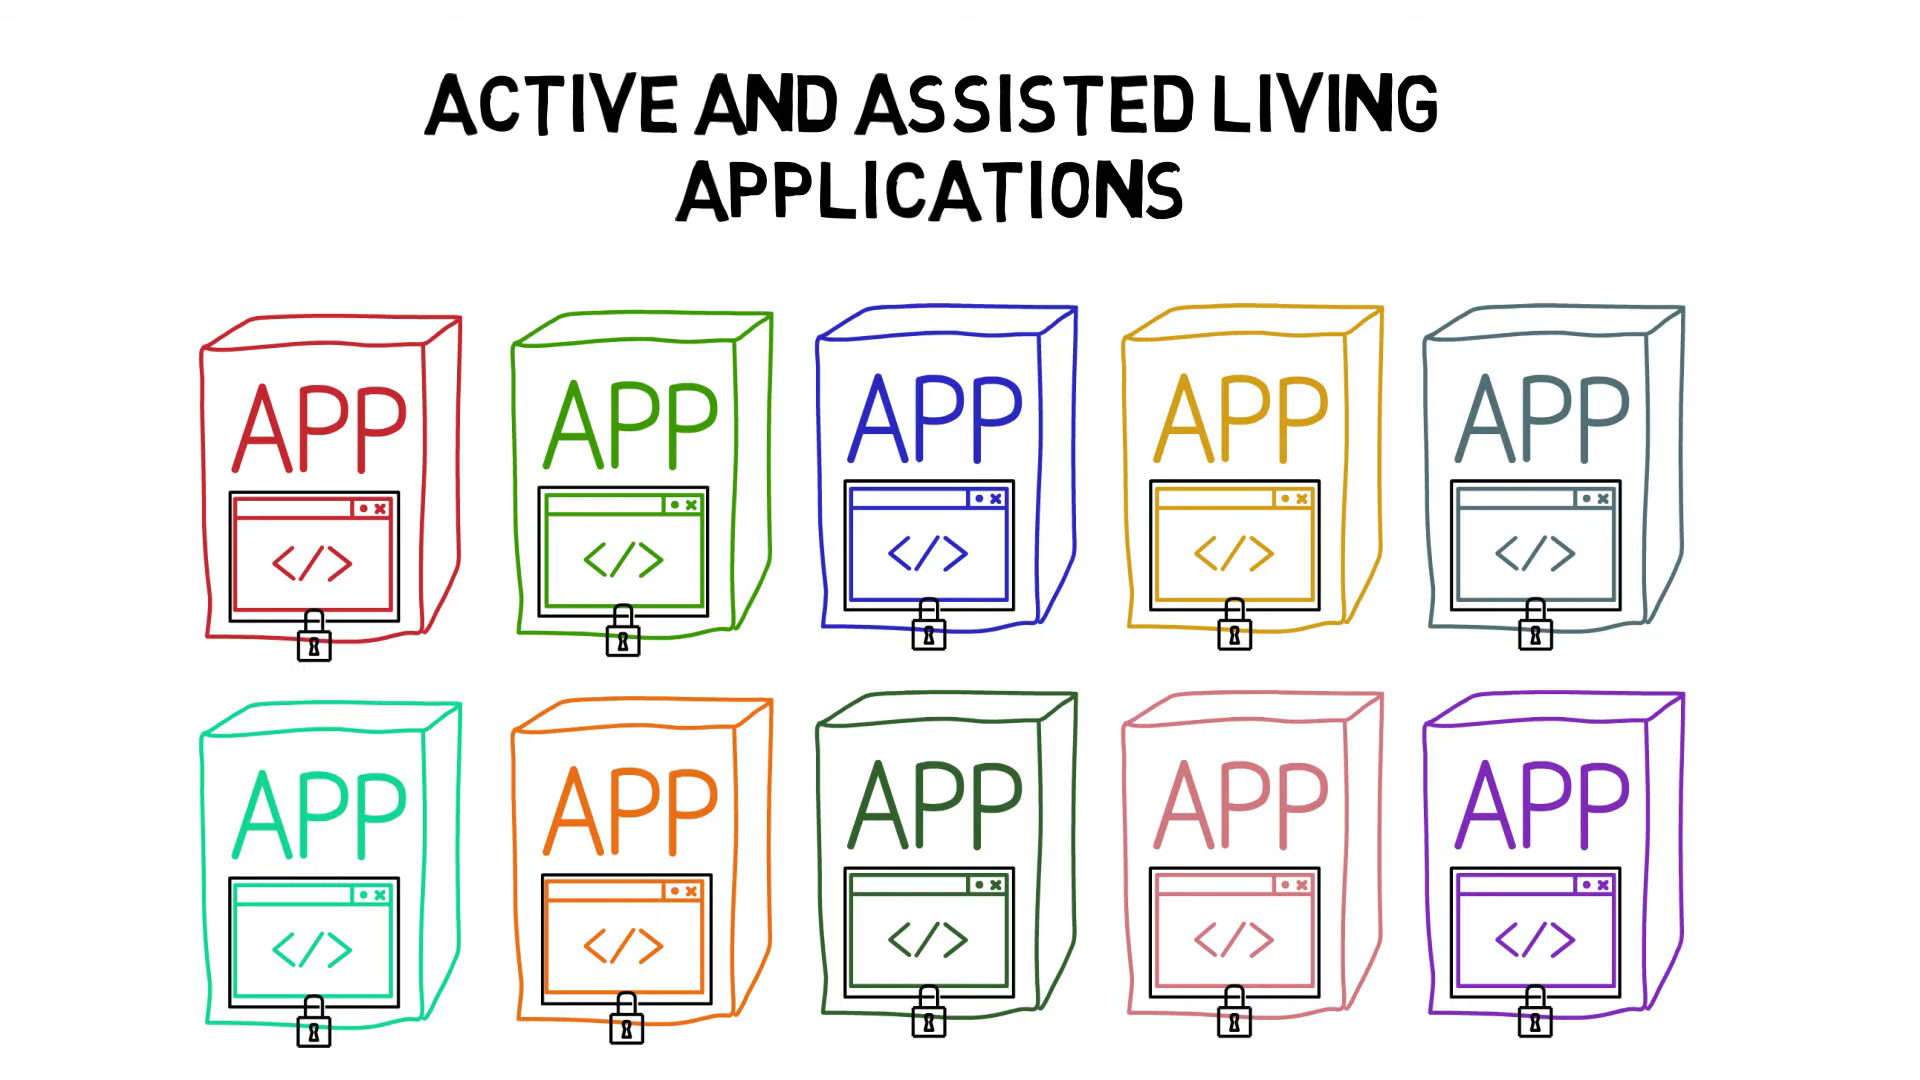 ACTIVE AND ASSISTED LIVING
APPLICATIONS
APP APP APP APP APP
</> </> </> </> </>
APP APP APP APP APP
</> </> </> </> </>